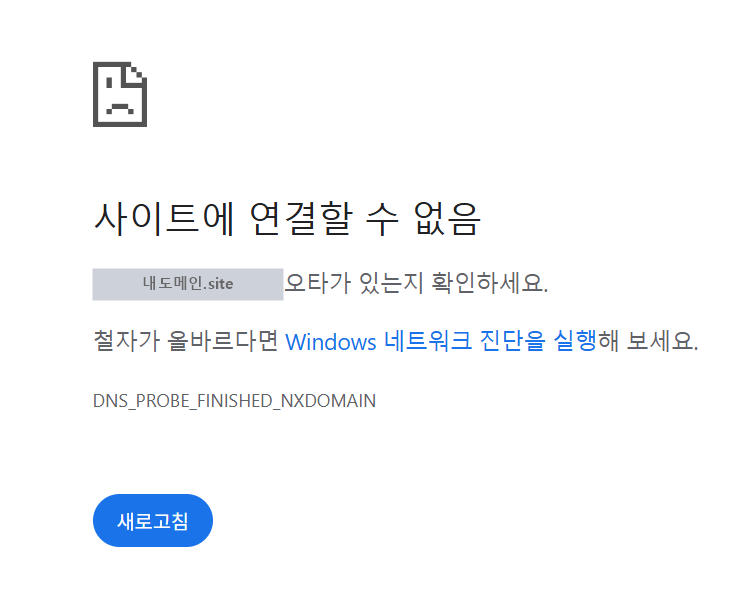 사이트에 연결할 수 없음
내도메인.site 오타가 있는지 확인하세요.
철자가 올바르다면 Windows 네트워크 진단을 실행해 보세요.
DNS_PROBE_FINISHED_NXDOMAIN
새로고침